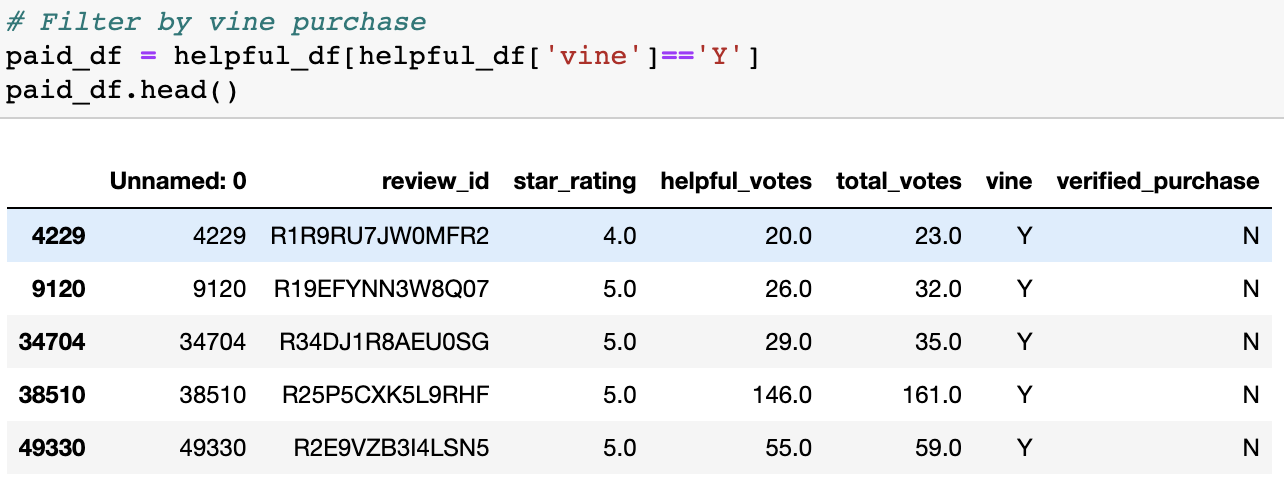 # Filter by vine purchase
paid_df = helpful_df[helpful_df['vine']=='Y']
paid_df.head()
Unnamed: 0 review_id star_rating helpful_votes total_votes vine verified_purchase
4229 4229 R1R9RU7JW0MFR2 4.0 20.0 23.0 Y N
9120 9120 R19EFYNN3W8Q07 5.0 26.0 32.0 Y N
34704 34704 R34DJ1R8AEU0SG 5.0 29.0 35.0 Y N
38510 38510 R25P5CXK5L9RHF 5.0 146.0 161.0 Y N
49330 49330 R2E9VZB3I4LSN5 5.0 55.0 59.0 Y N